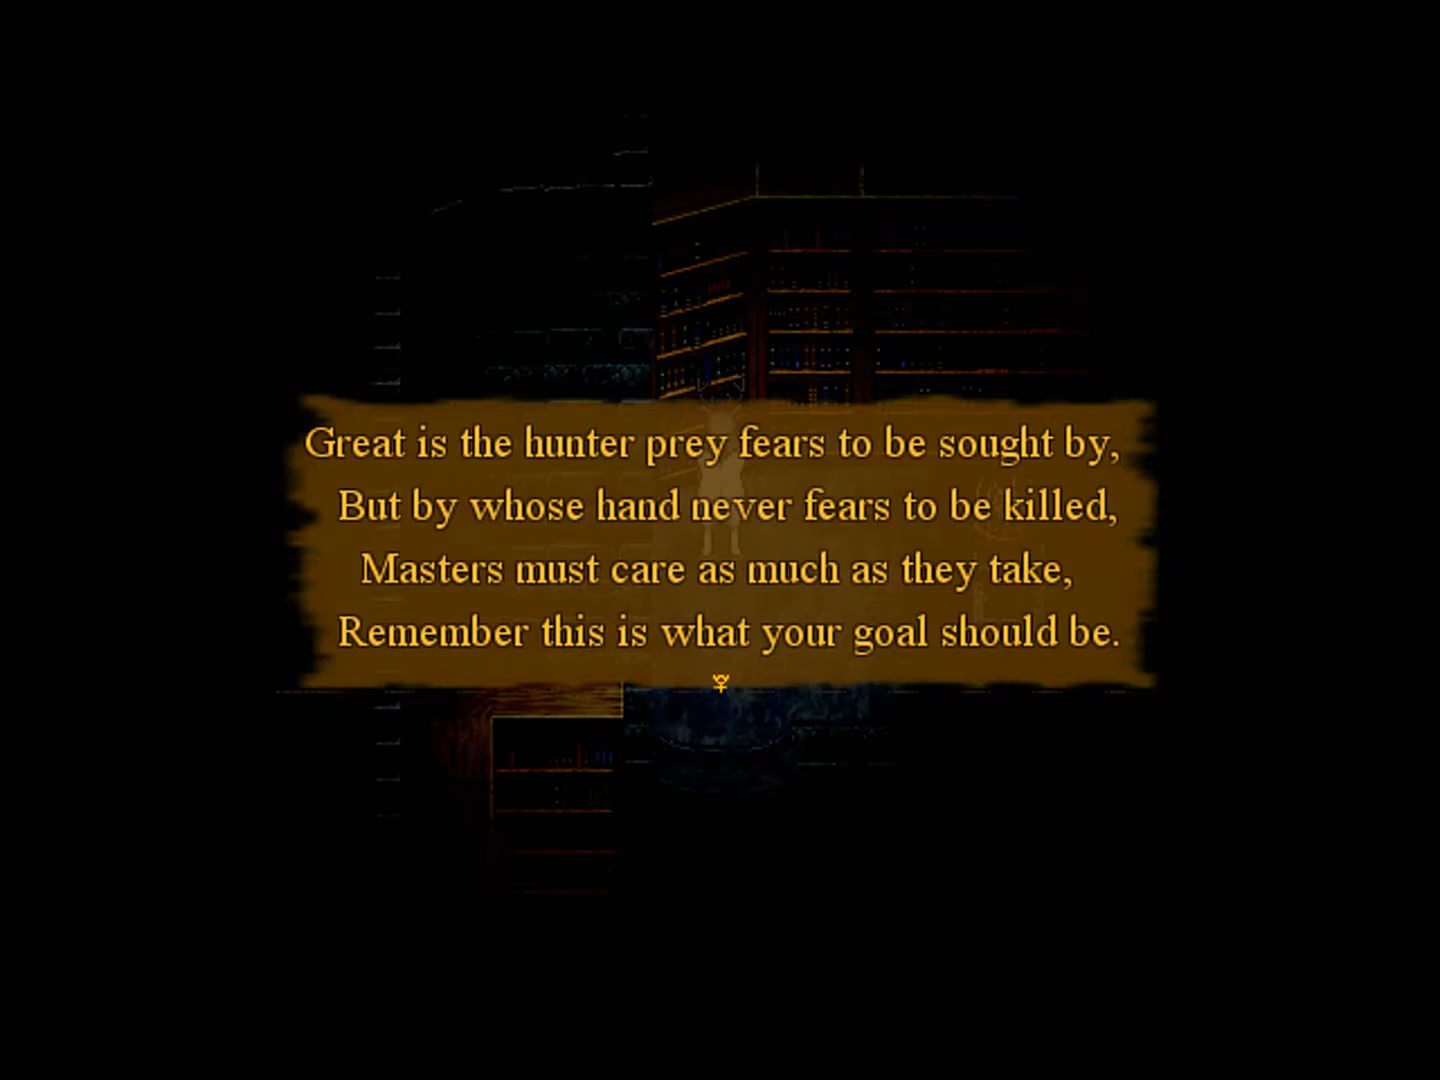 Great is the hunter prey fears to be sought by,
But by whose hand never fears to be killed,
Masters must care as much as they take,
Remember this is what your goal should be.